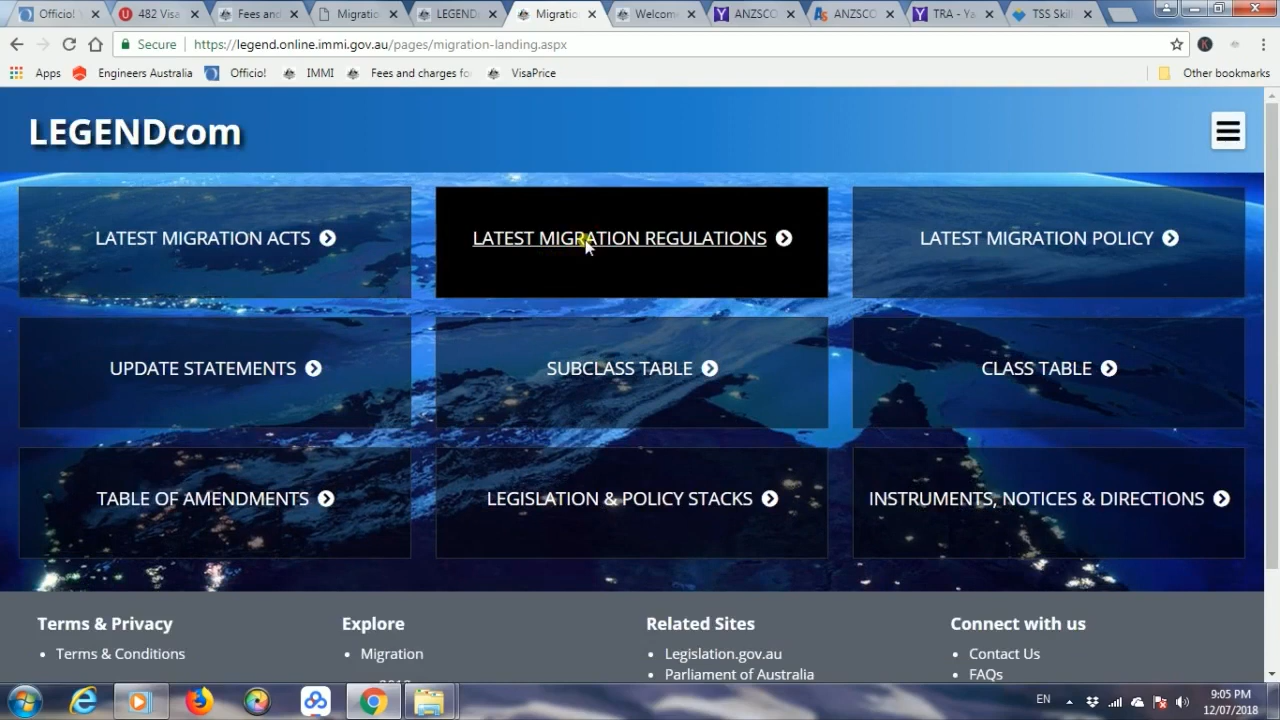 Officio!
482 Visa
Fees and
Migratio
LEGEND
Migratio
Welcom
ANZSCO
ANZSCO
TRA - Ya
TSS Skil
Secure
https://legend.online.immi.gov.au/pages/migration-landing.aspx
Apps
Engineers Australia
Officio!
IMMI
Fees and charges fo
VisaPrice
Other bookmarks
LEGENDcom
LATEST MIGRATION ACTS
LATEST MIGRATION REGULATIONS
LATEST MIGRATION POLICY
UPDATE STATEMENTS
SUBCLASS TABLE
CLASS TABLE
TABLE OF AMENDMENTS
LEGISLATION & POLICY STACKS
INSTRUMENTS, NOTICES & DIRECTIONS
Terms & Privacy
Explore
Related Sites
Connect with us
Terms & Conditions
Migration
Legislation.gov.au
Contact Us
Parliament of Australia
FAQs
EN
9:05 PM
12/07/2018